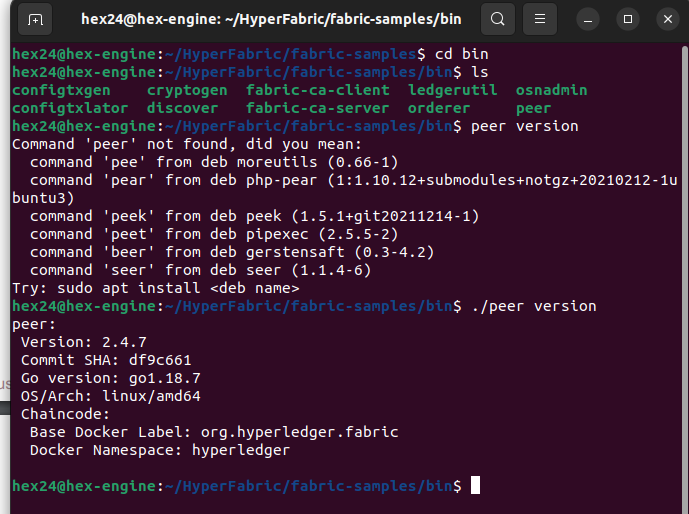 hex24@hex-engine: ~/HyperFabric/fabric-samples/bin
hex24@hex-engine:~/HyperFabric/fabric-samples$ cd bin
hex24@hex-engine:~/HyperFabric/fabric-samples/bin$ ls
configtxgen    cryptogen  fabric-ca-client  ledgerutil  osnadmin
configtxlator  discover   fabric-ca-server  orderer     peer
hex24@hex-engine:~/HyperFabric/fabric-samples/bin$ peer version
Command 'peer' not found, did you mean:
  command 'pee' from deb moreutils (0.66-1)
  command 'pear' from deb php-pear (1:1.10.12+submodules+notgz+20210212-1u
buntu3)
  command 'peek' from deb peek (1.5.1+git20211214-1)
  command 'peet' from deb pipexec (2.5.5-2)
  command 'beer' from deb gerstensaft (0.3-4.2)
  command 'seer' from deb seer (1.1.4-6)
Try: sudo apt install <deb name>
hex24@hex-engine:~/HyperFabric/fabric-samples/bin$ ./peer version
peer:
 Version: 2.4.7
 Commit SHA: df9c661
 Go version: go1.18.7
 OS/Arch: linux/amd64
 Chaincode:
  Base Docker Label: org.hyperledger.fabric
  Docker Namespace: hyperledger
hex24@hex-engine:~/HyperFabric/fabric-samples/bin$